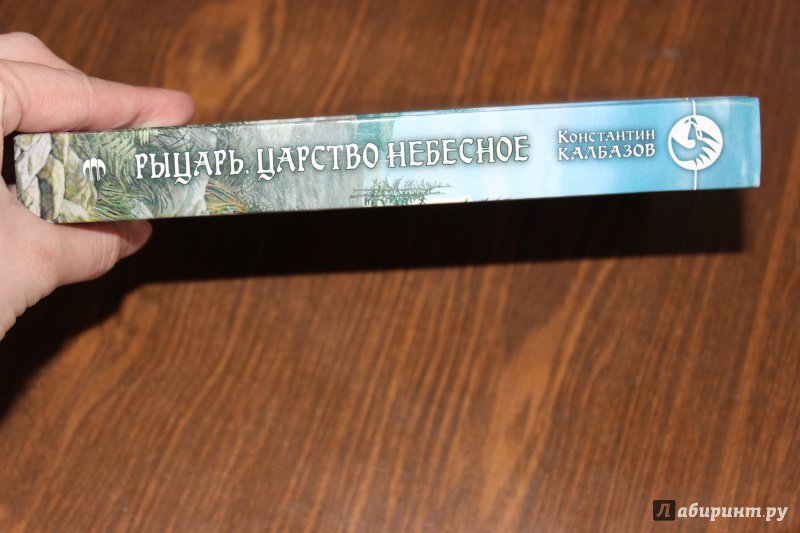 РЫЦАРЬ. ЦАРСТВО НЕБЕСНОЕ
КОНСТАНТИН
КАЛБАЗОВ
Лабиринт.ру